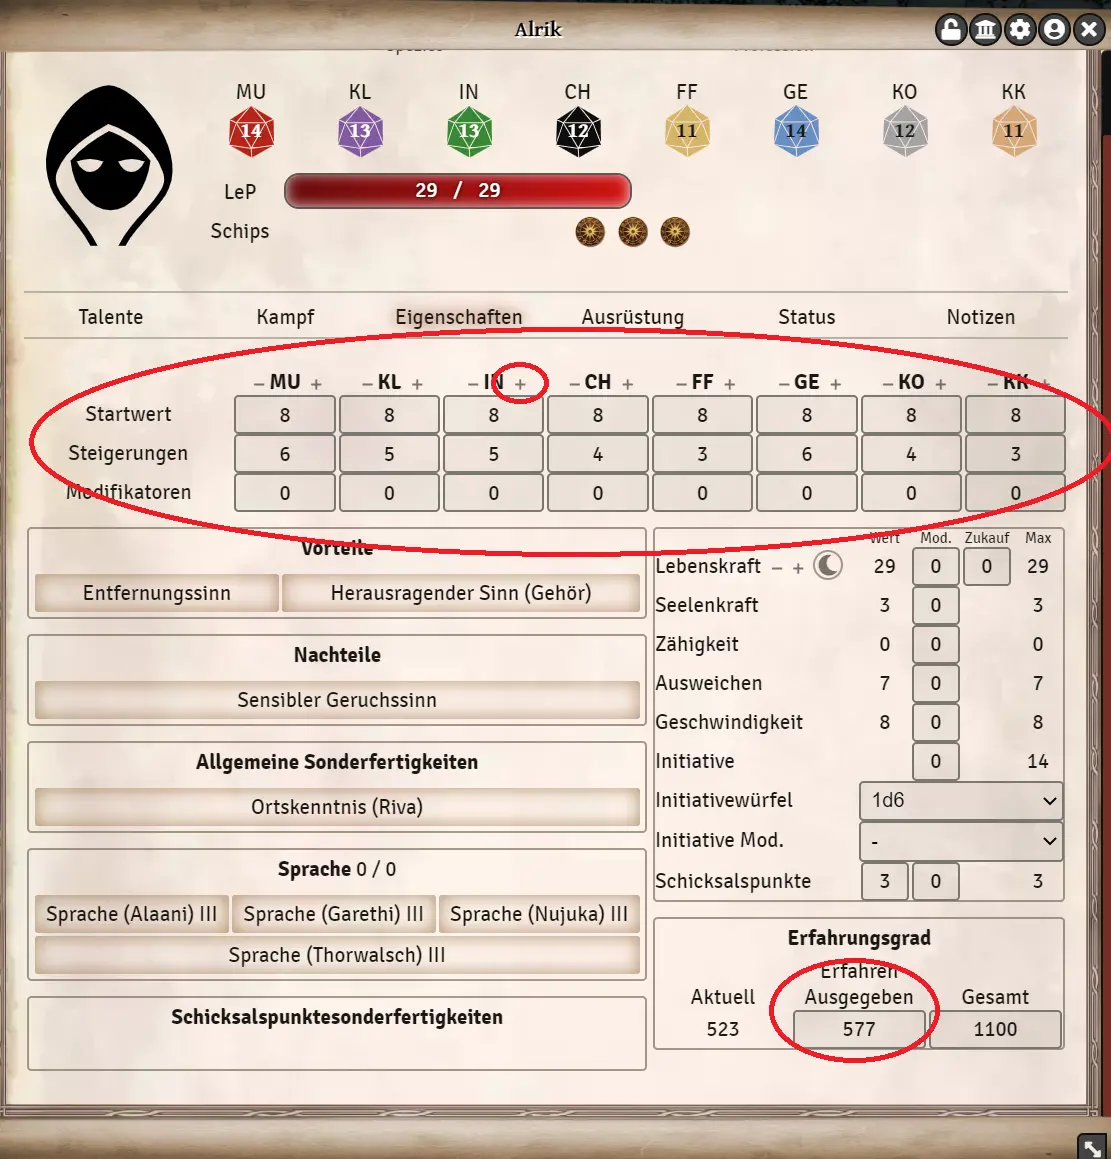 Alrik
MU KL IN CH FF GE KO KK
14 13 13 12 11 14 12 11
LeP 29 / 29
Schips
Talente Kampf Eigenschaften Ausrüstung Status Notizen
– MU + – KL + – IN + – CH + – FF + – GE + – KO + – KK +
Startwert 8 8 8 8 8 8 8 8
Steigerungen 6 5 5 4 3 6 4 3
Modifikatoren 0 0 0 0 0 0 0 0
Vorteile
Entfernungssinn Herausragender Sinn (Gehör)
Nachteile
Sensibler Geruchssinn
Allgemeine Sonderfertigkeiten
Ortskenntnis (Riva)
Sprache 0 / 0
Sprache (Alaani) III Sprache (Garethi) III Sprache (Nujuka) III
Sprache (Thorwalsch) III
Schicksalspunktesonderfertigkeiten
Wert Mod. Zukauf Max
Lebenskraft – + 29 0 0 29
Seelenkraft 3 0 3
Zähigkeit 0 0 0
Ausweichen 7 0 7
Geschwindigkeit 8 0 8
Initiative 0 14
Initiativewürfel 1d6
Initiative Mod. -
Schicksalspunkte 3 0 3
Erfahrungsgrad
Erfahren
Aktuell Ausgegeben Gesamt
523 577 1100